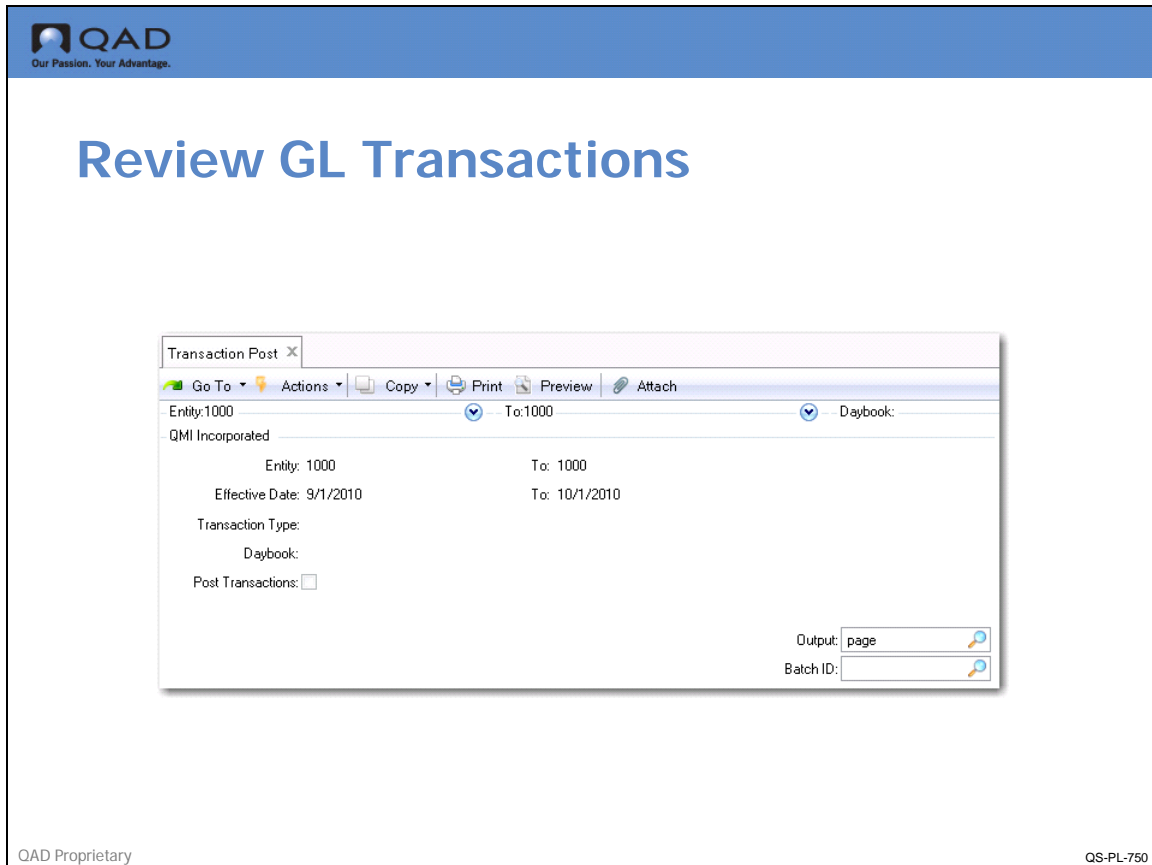 QAD
Our Passion. Your Advantage.
Review GL Transactions
Transaction Post
Go To Actions Copy Print Preview Attach
Entity:1000 To:1000 Daybook:
QMI Incorporated
Entity: 1000 To: 1000
Effective Date: 9/1/2010 To: 10/1/2010
Transaction Type:
Daybook:
Post Transactions:
Output: page
Batch ID:
QAD Proprietary QS-PL-750